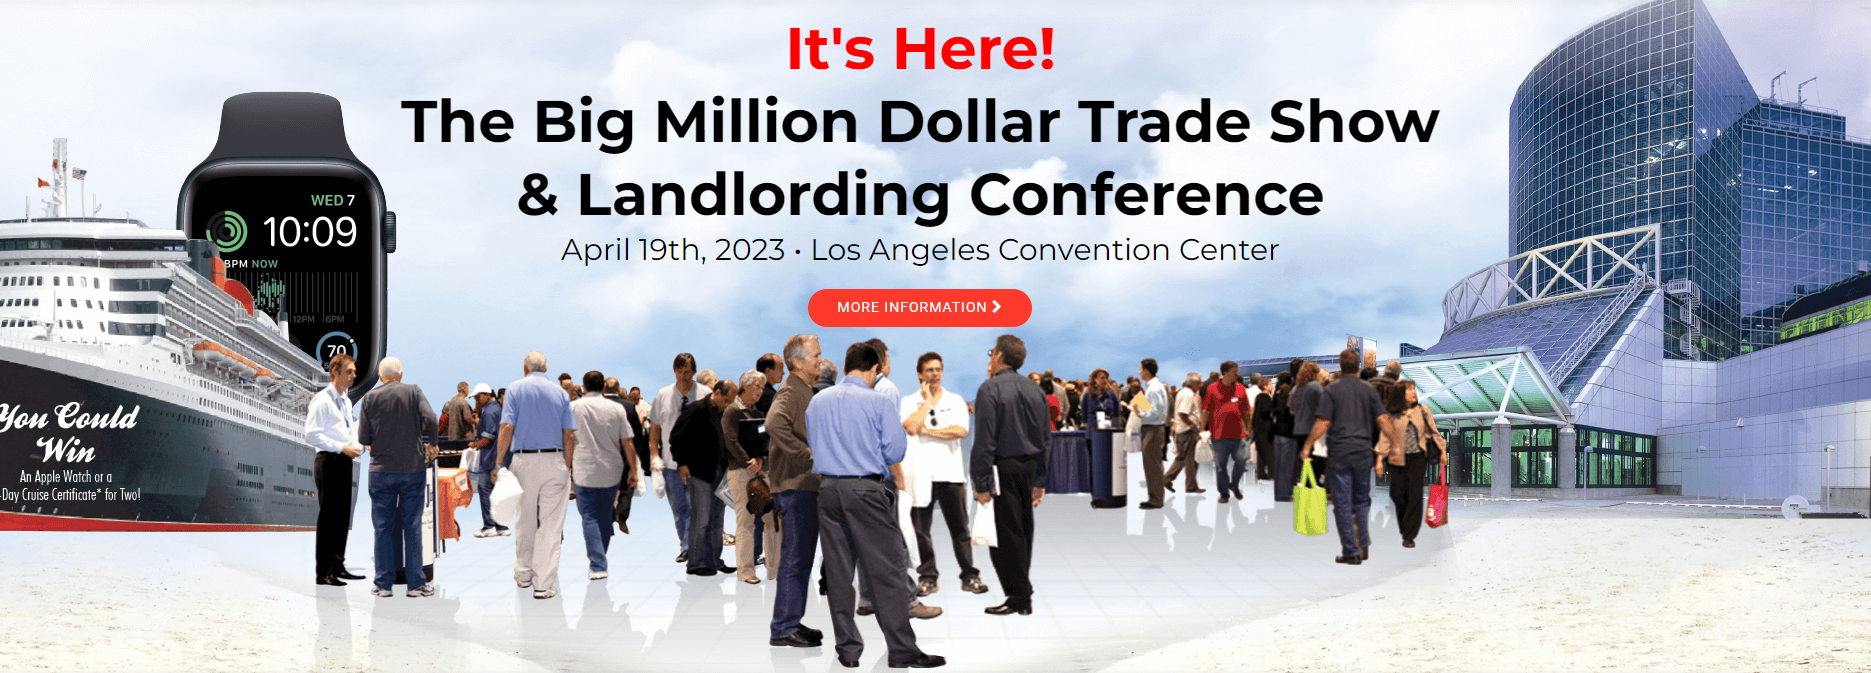 It's Here!
The Big Million Dollar Trade Show
& Landlording Conference
April 19th, 2023 • Los Angeles Convention Center
MORE INFORMATION
WED 7
10:09
BPM NOW
12PM 6PM
70
You Could
Win
An Apple Watch or a
-Day Cruise Certificate* for Two!